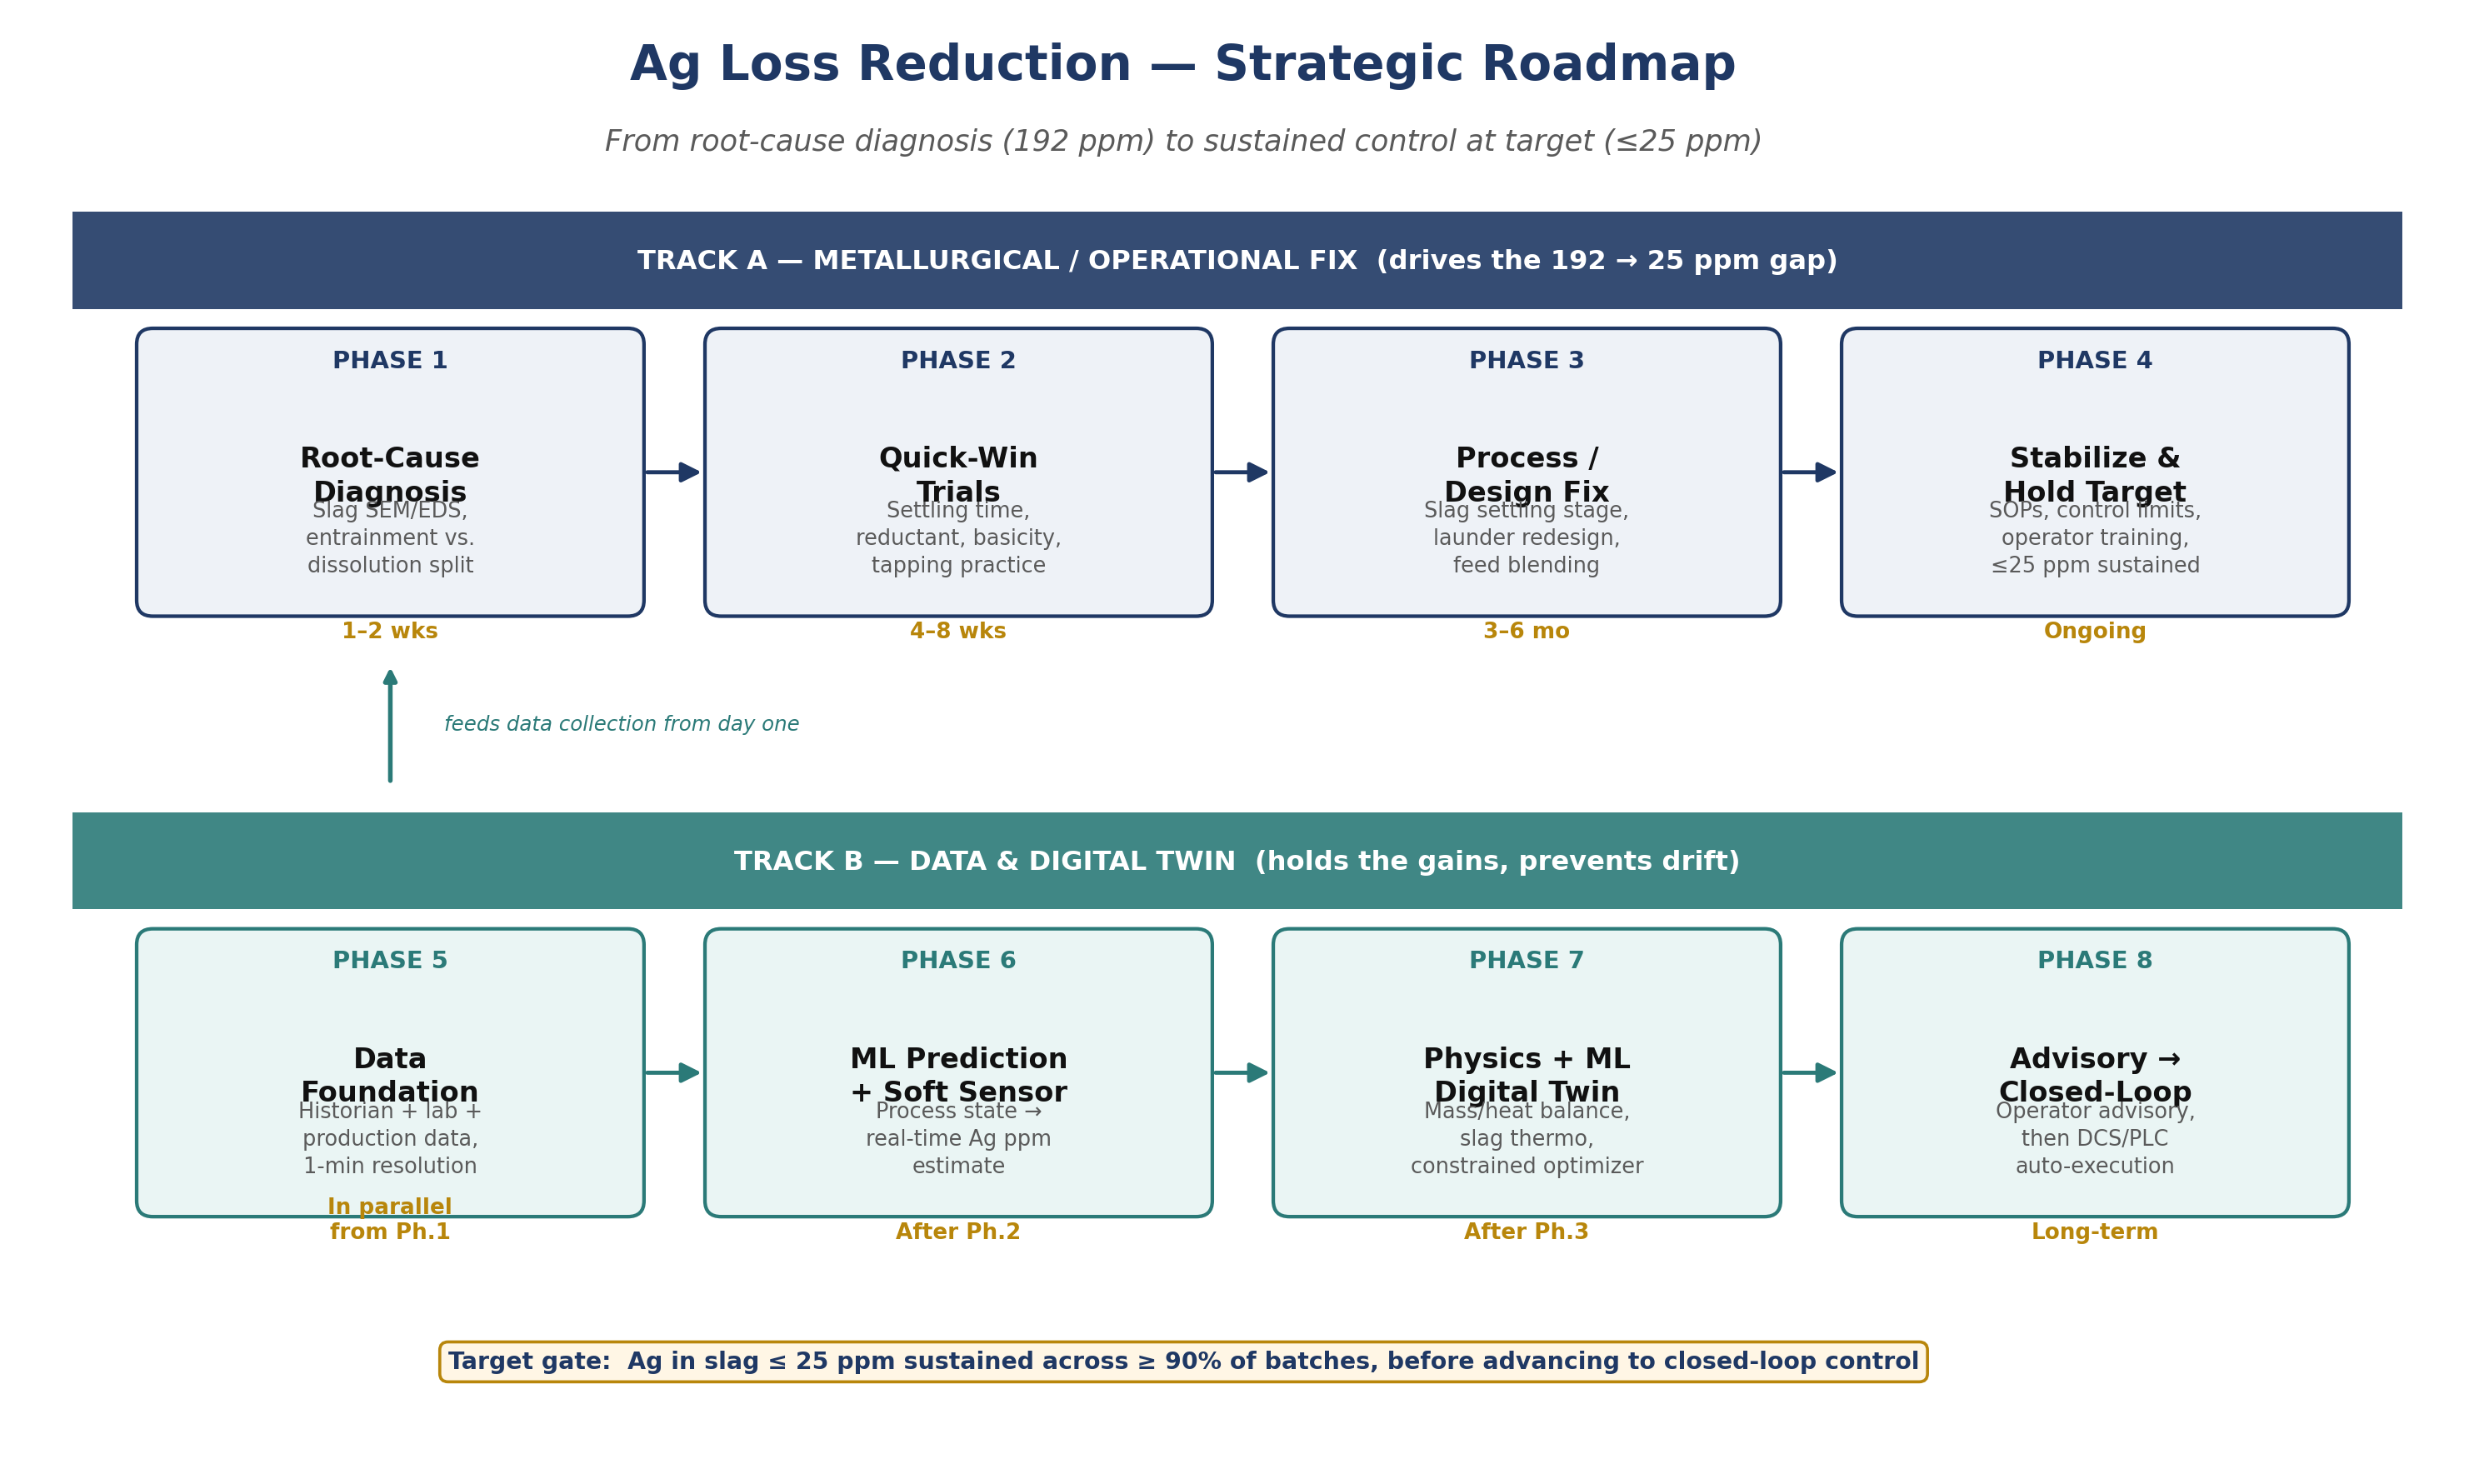 Ag Loss Reduction — Strategic Roadmap
From root-cause diagnosis (192 ppm) to sustained control at target (≤25 ppm)
TRACK A — METALLURGICAL / OPERATIONAL FIX  (drives the 192 → 25 ppm gap)
PHASE 1
Root-Cause
Diagnosis
Slag SEM/EDS,
entrainment vs.
dissolution split
1–2 wks
PHASE 2
Quick-Win
Trials
Settling time,
reductant, basicity,
tapping practice
4–8 wks
PHASE 3
Process /
Design Fix
Slag settling stage,
launder redesign,
feed blending
3–6 mo
PHASE 4
Stabilize &
Hold Target
SOPs, control limits,
operator training,
≤25 ppm sustained
Ongoing
feeds data collection from day one
TRACK B — DATA & DIGITAL TWIN  (holds the gains, prevents drift)
PHASE 5
Data
Foundation
Historian + lab +
production data,
1-min resolution
In parallel
from Ph.1
PHASE 6
ML Prediction
+ Soft Sensor
Process state →
real-time Ag ppm
estimate
After Ph.2
PHASE 7
Physics + ML
Digital Twin
Mass/heat balance,
slag thermo,
constrained optimizer
After Ph.3
PHASE 8
Advisory →
Closed-Loop
Operator advisory,
then DCS/PLC
auto-execution
Long-term
Target gate:  Ag in slag ≤ 25 ppm sustained across ≥ 90% of batches, before advancing to closed-loop control